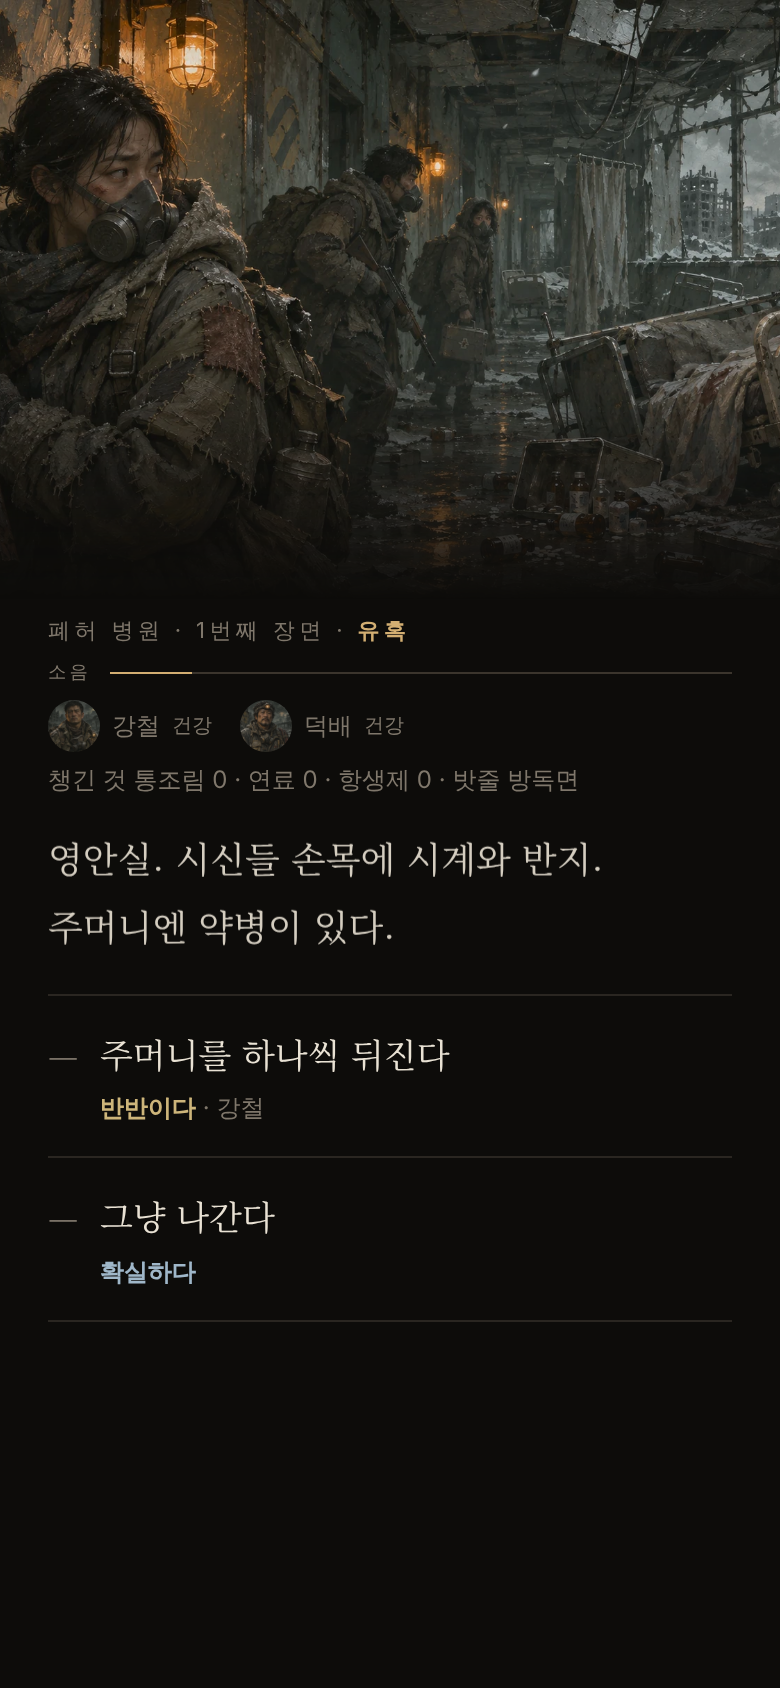 폐허 병원 · 1번째 장면 · 유혹
소음
강철 건강 덕배 건강
챙긴 것 통조림 0 · 연료 0 · 항생제 0 · 밧줄 방독면
영안실. 시신들 손목에 시계와 반지.
주머니엔 약병이 있다.
— 주머니를 하나씩 뒤진다
반반이다 · 강철
— 그냥 나간다
확실하다